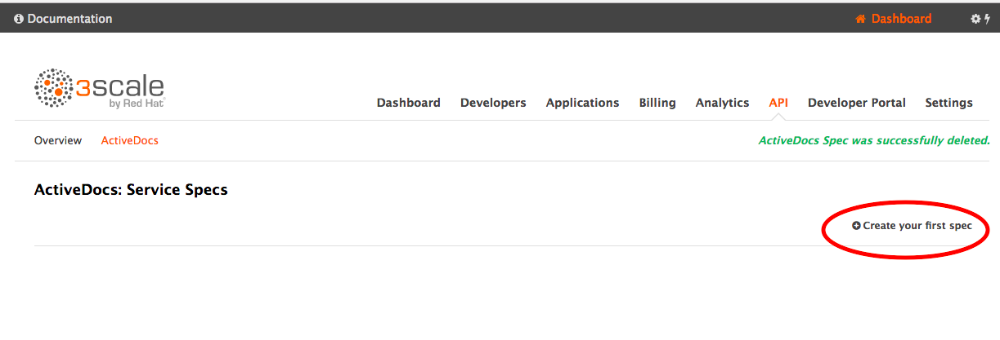 Documentation
Dashboard
3scale
by Red Hat
Dashboard Developers Applications Billing Analytics API Developer Portal Settings
Overview ActiveDocs
ActiveDocs Spec was successfully deleted.
ActiveDocs: Service Specs
Create your first spec